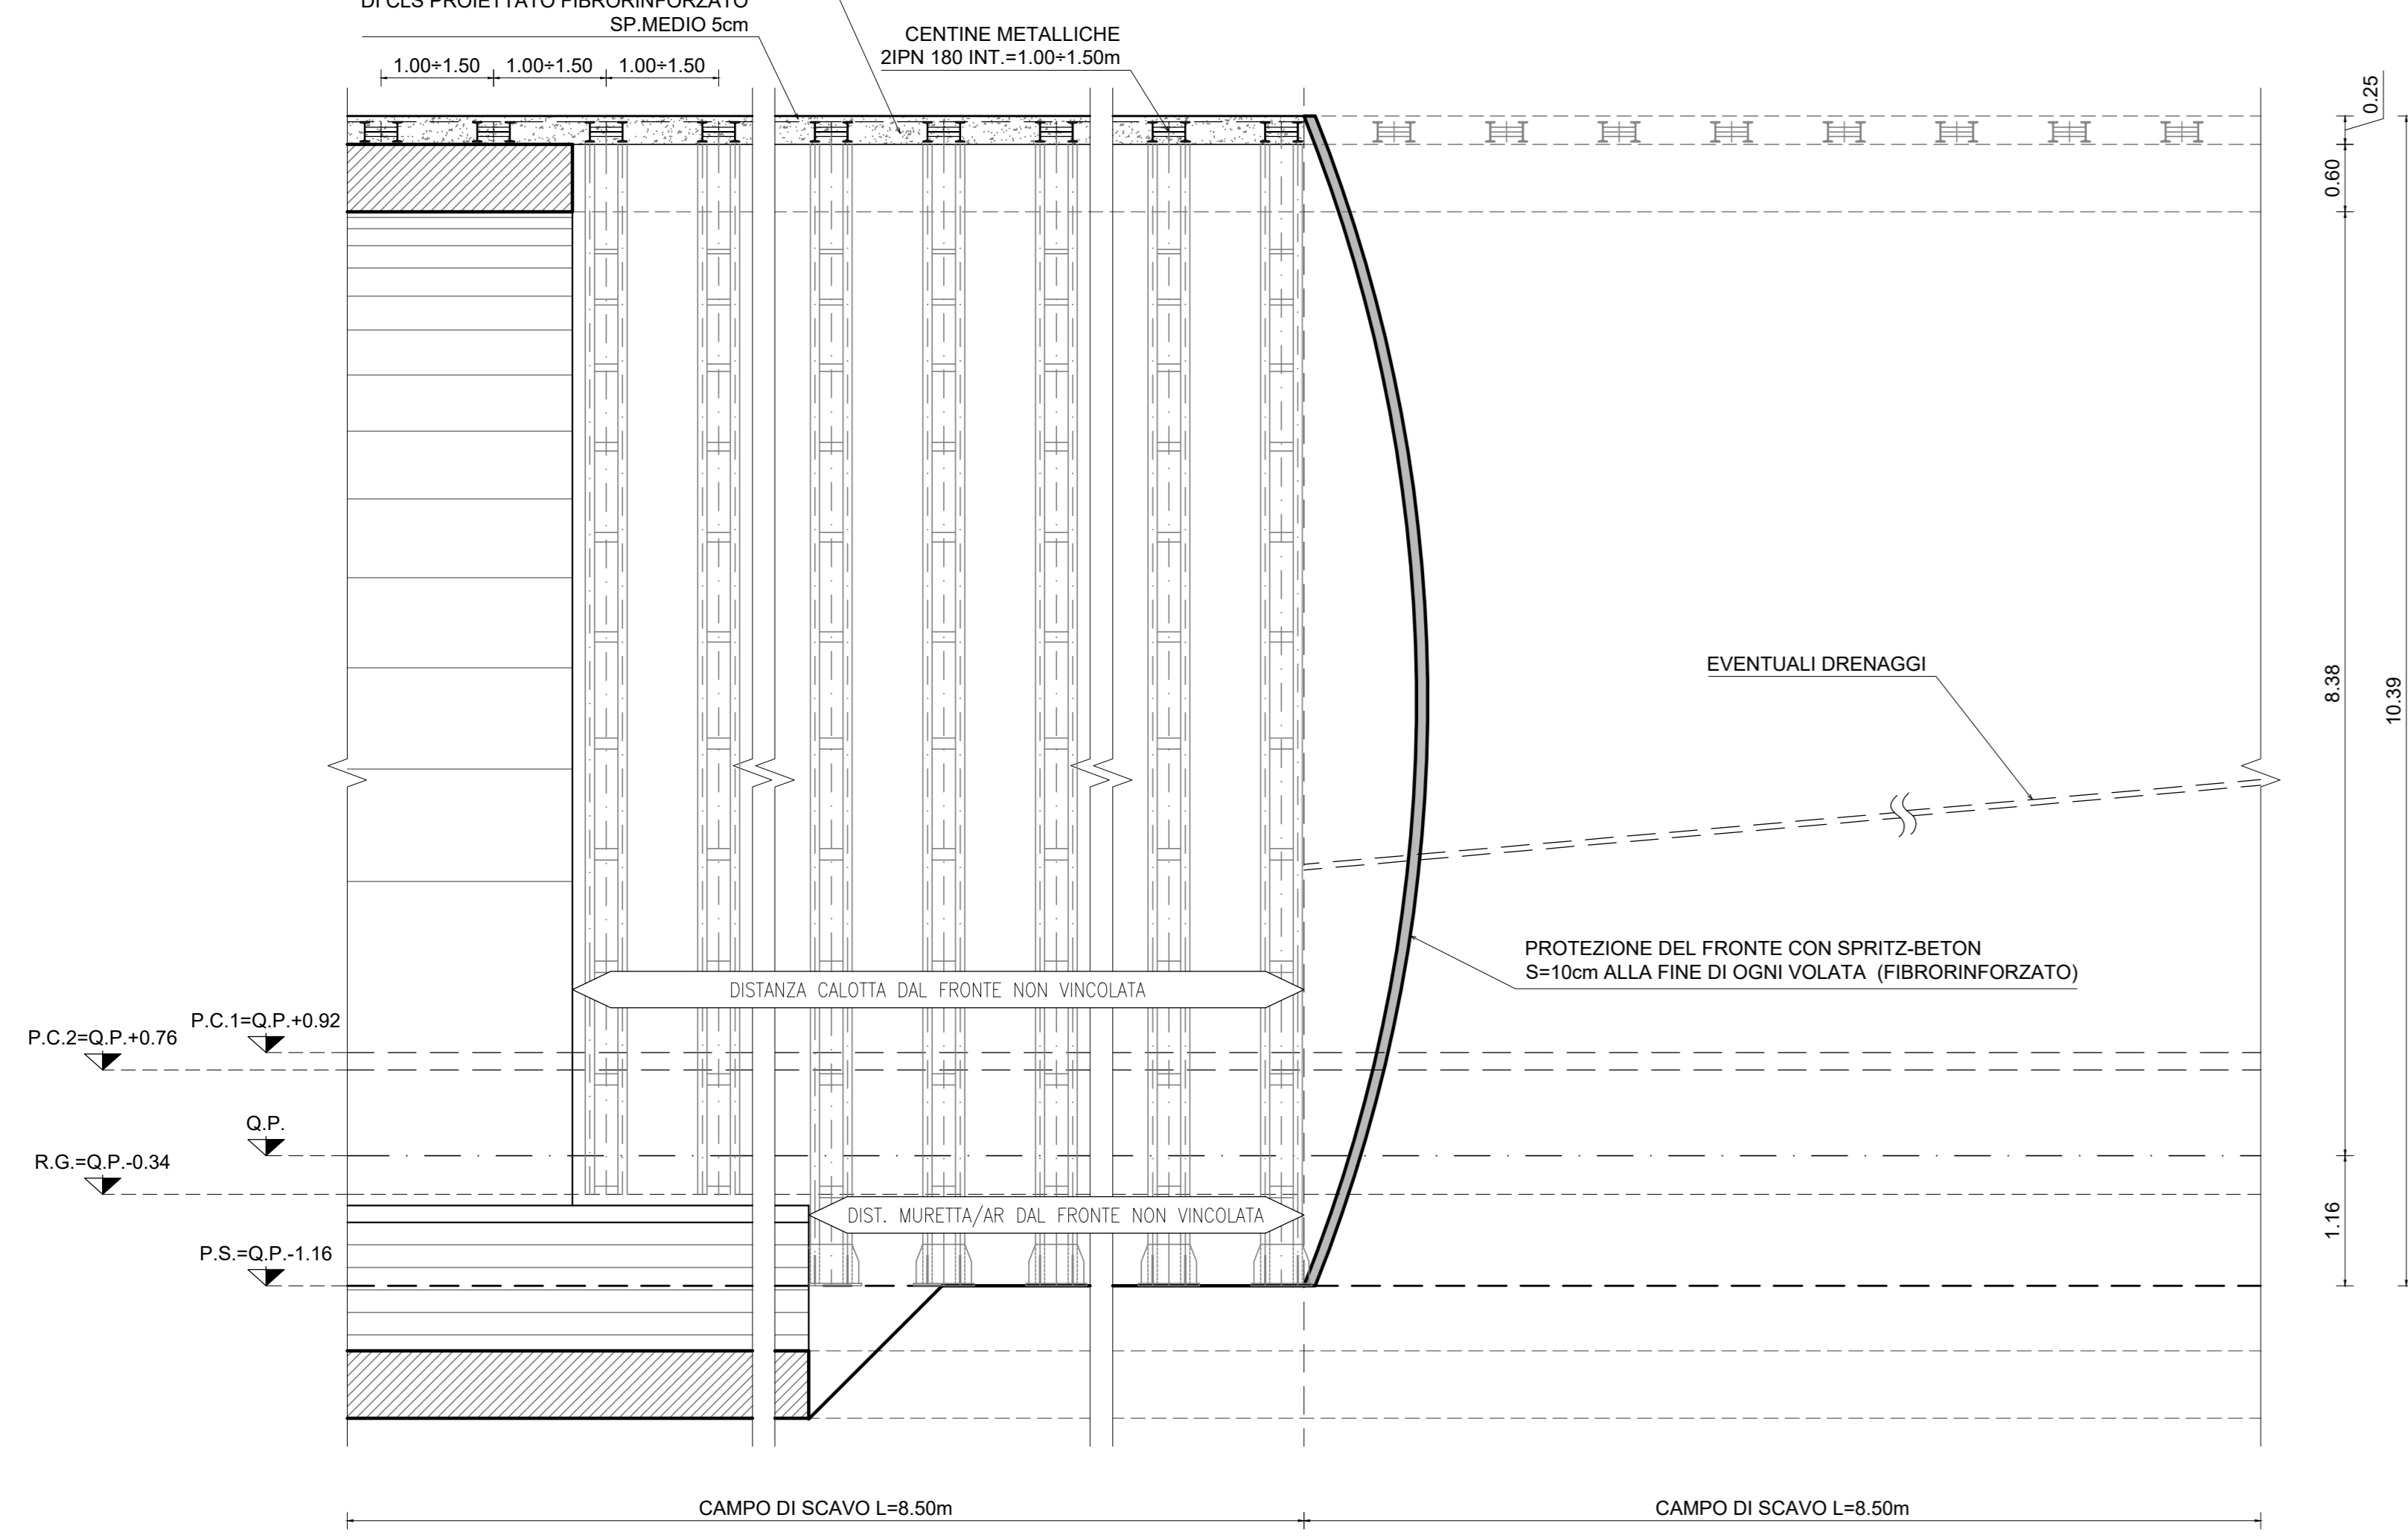 DI CLS PROIETTATO FIBRORINFORZATO
SP.MEDIO 5cm
CENTINE METALLICHE
2IPN 180 INT.=1.00÷1.50m
1.00÷1.50
1.00÷1.50
1.00÷1.50
0.25
0.60
8.38
10.39
EVENTUALI DRENAGGI
PROTEZIONE DEL FRONTE CON SPRITZ-BETON
S=10cm ALLA FINE DI OGNI VOLATA (FIBRORINFORZATO)
DISTANZA CALOTTA DAL FRONTE NON VINCOLATA
P.C.1=Q.P.+0.92
P.C.2=Q.P.+0.76
Q.P.
R.G.=Q.P.-0.34
DIST. MURETTA/AR DAL FRONTE NON VINCOLATA
1.16
P.S.=Q.P.-1.16
CAMPO DI SCAVO L=8.50m
CAMPO DI SCAVO L=8.50m